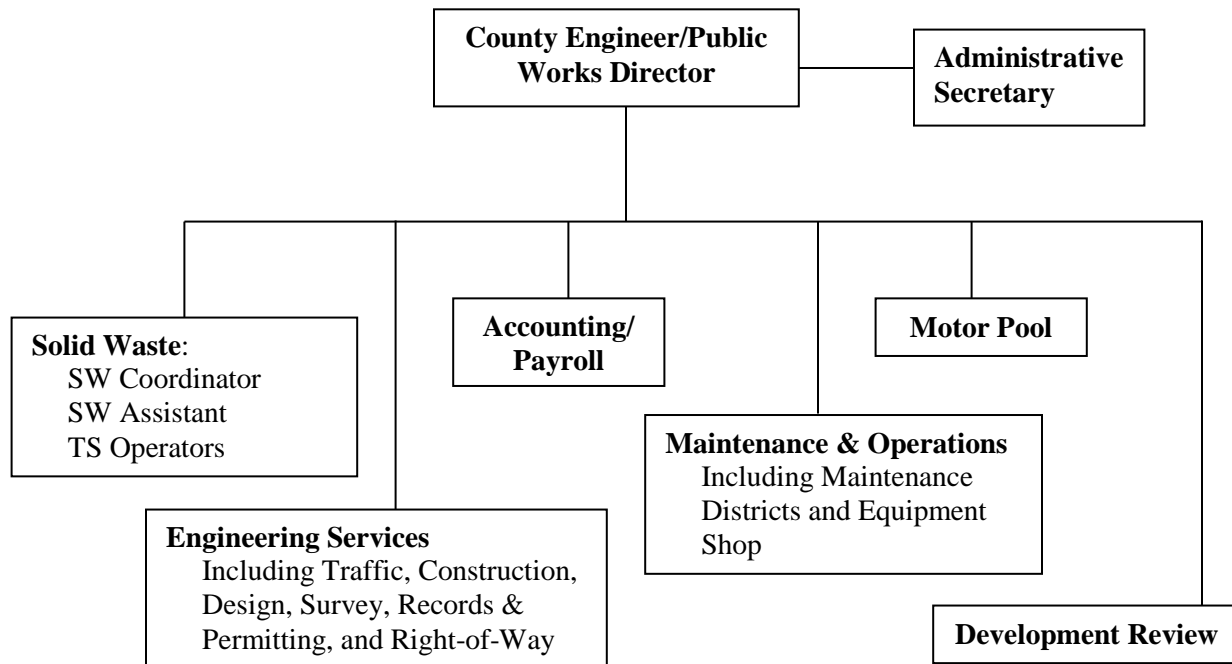 County Engineer/Public
Works Director
Administrative
Secretary
Solid Waste:
SW Coordinator
SW Assistant
TS Operators
Engineering Services
Including Traffic, Construction,
Design, Survey, Records &
Permitting, and Right-of-Way
Accounting/
Payroll
Maintenance & Operations
Including Maintenance
Districts and Equipment
Shop
Motor Pool
Development Review